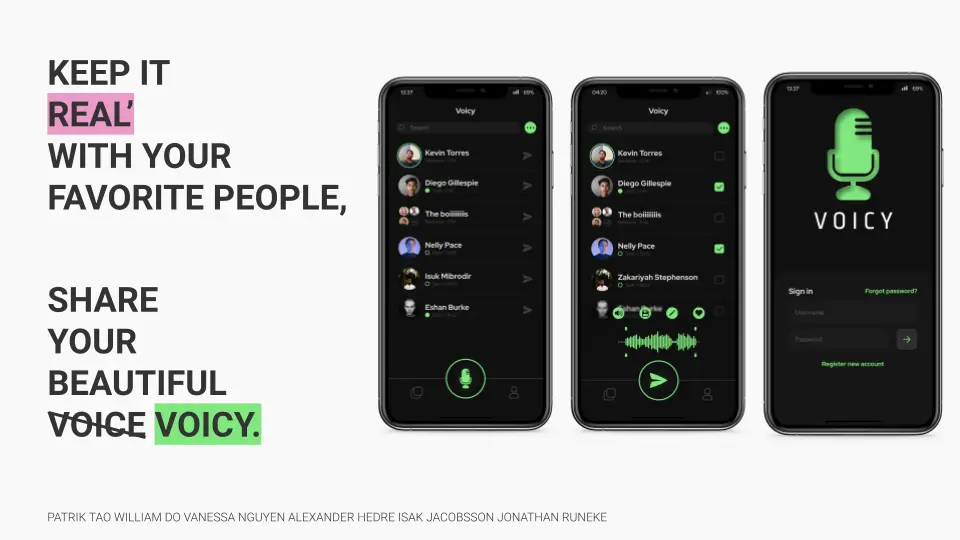 KEEP IT
REAL’
WITH YOUR
FAVORITE PEOPLE,
SHARE
YOUR
BEAUTIFUL
VOICE VOICY.
13:37 69%
Voicy
Search
Kevin Torres
Diego Gillespie
The boiiiiiiis
Nelly Pace
Isuk Mibrodir
Eshan Burke
04:20 100%
Voicy
Search
Kevin Torres
Diego Gillespie
The boiiiiiiis
Nelly Pace
Zakariyah Stephenson
Eshan Burke
13:37 69%
VOICY
Sign in Forgot password?
Username
Password
Register new account
PATRIK TAO WILLIAM DO VANESSA NGUYEN ALEXANDER HEDRE ISAK JACOBSSON JONATHAN RUNEKE